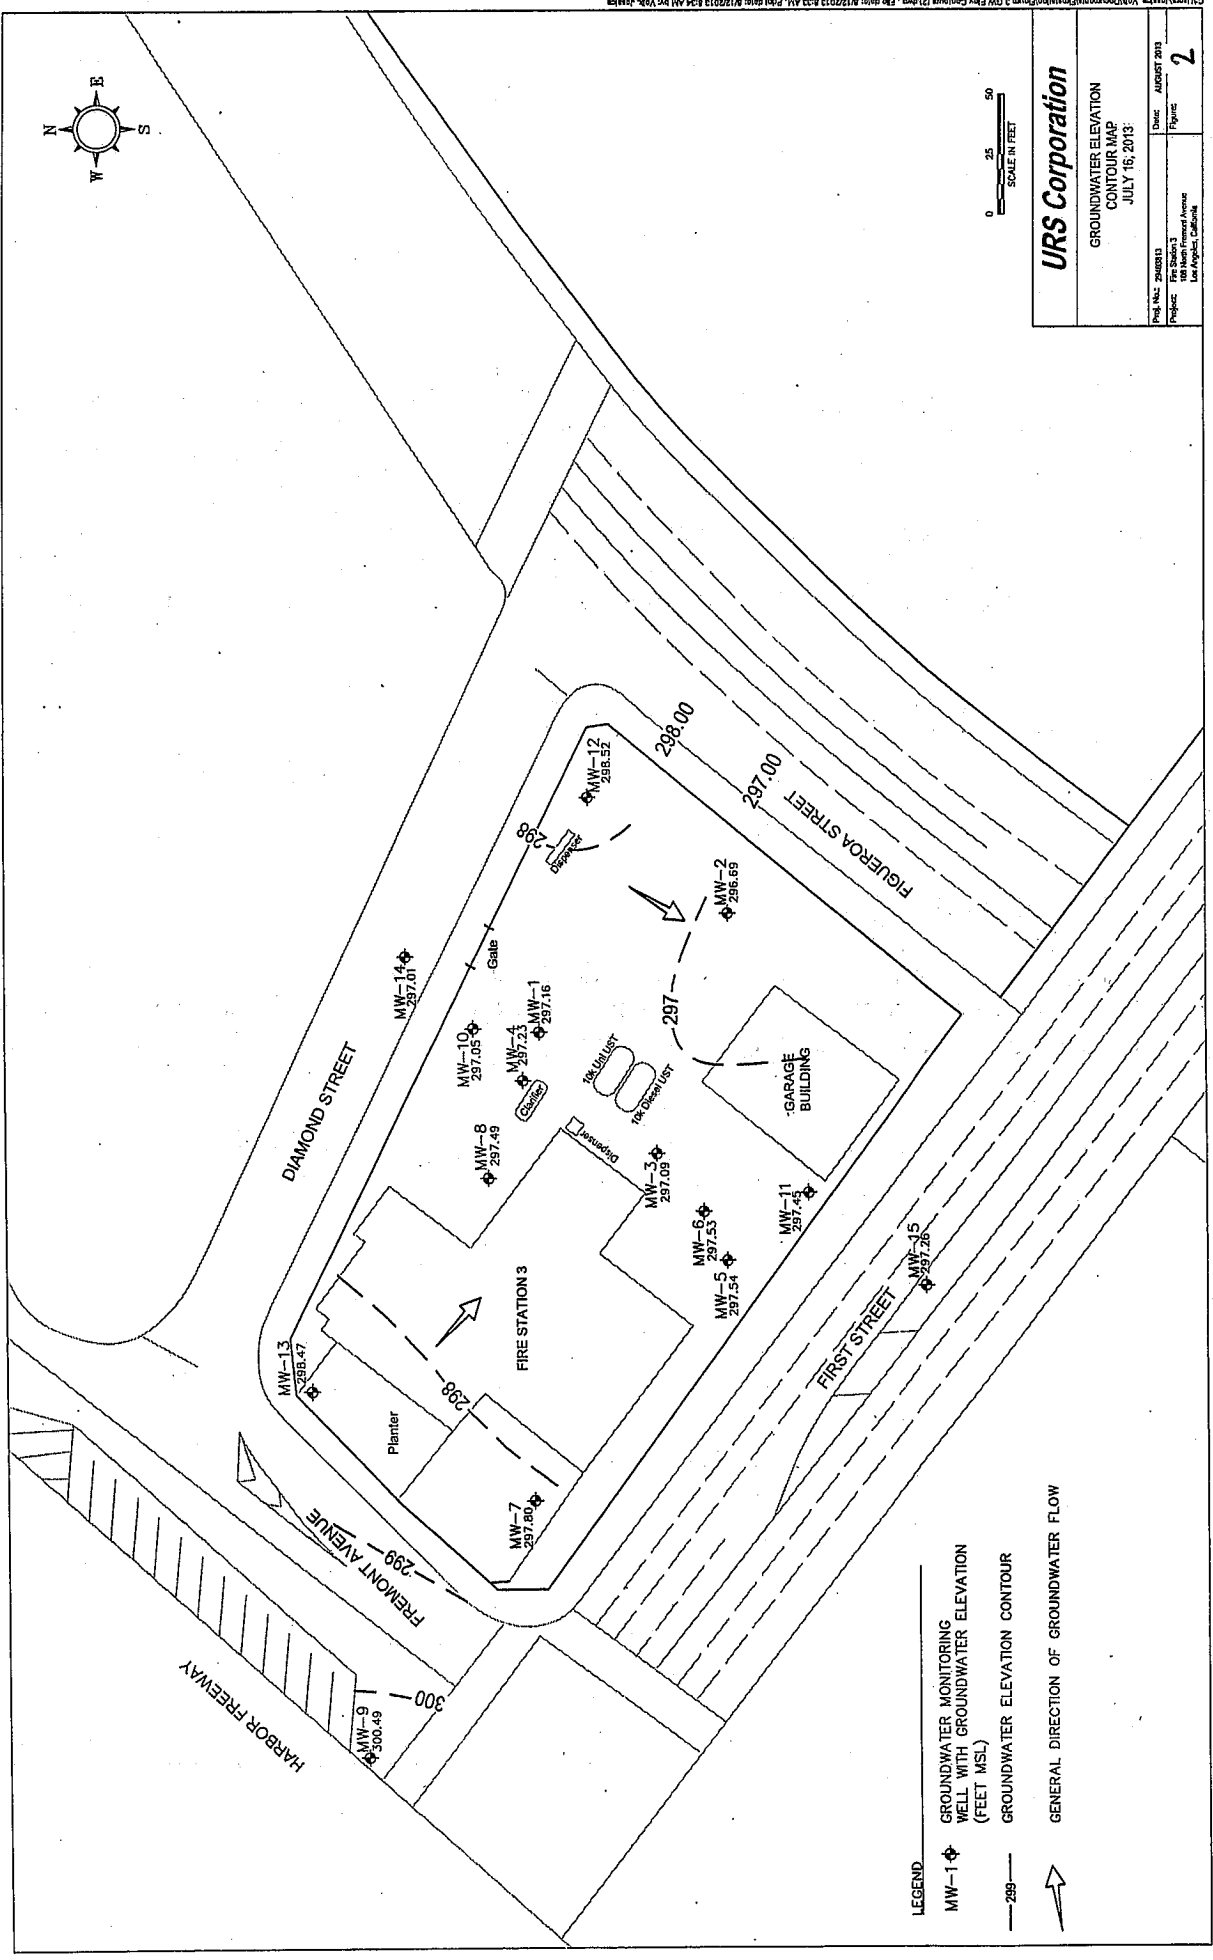 N
E
S
W
HARBOR FREEWAY
FREMONT AVENUE
DIAMOND STREET
FIGUEROA STREET
FIRST STREET
MW-9
300.49
300
299
MW-13
298.47
Planter
298
MW-7
297.80
FIRE STATION 3
MW-8
297.49
MW-10
297.05
MW-14
297.01
MW-4
297.23
MW-1
297.16
Clarifier
Gate
Dispenser
10k Unl UST
10k Diesel UST
MW-3
297.09
MW-6
297.53
MW-5
297.54
MW-11
297.45
MW-15
297.26
GARAGE
BUILDING
297
MW-2
296.69
298
Dispenser
MW-12
298.52
298.00
297.00
LEGEND
MW-1
GROUNDWATER MONITORING
WELL WITH GROUNDWATER ELEVATION
(FEET MSL)
299
GROUNDWATER ELEVATION CONTOUR
GENERAL DIRECTION OF GROUNDWATER FLOW
0 25 50
SCALE IN FEET
URS Corporation
GROUNDWATER ELEVATION
CONTOUR MAP
JULY 16, 2013
Proj. No.: 29403813
Date: AUGUST 2013
Project: Fire Station 3
108 North Fremont Avenue
Los Angeles, California
Figure: 2